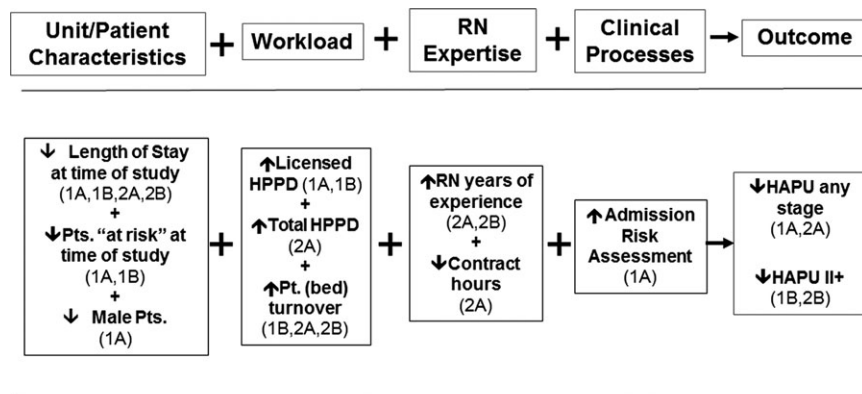 Unit/Patient
Characteristics
+
Workload
+
RN
Expertise
+
Clinical
Processes
→
Outcome
↓ Length of Stay
at time of study
(1A,1B,2A,2B)
+
↓Pts. “at risk” at
time of study
(1A,1B)
+
↓ Male Pts.
(1A)
+
↑Licensed
HPPD (1A,1B)
+
↑Total HPPD
(2A)
+
↑Pt. (bed)
turnover
(1B,2A,2B)
+
↑RN years of
experience
(2A,2B)
+
↓Contract
hours
(2A)
+
↑ Admission
Risk
Assessment
(1A)
→
↓HAPU any
stage
(1A,2A)
↓HAPU II+
(1B,2B)